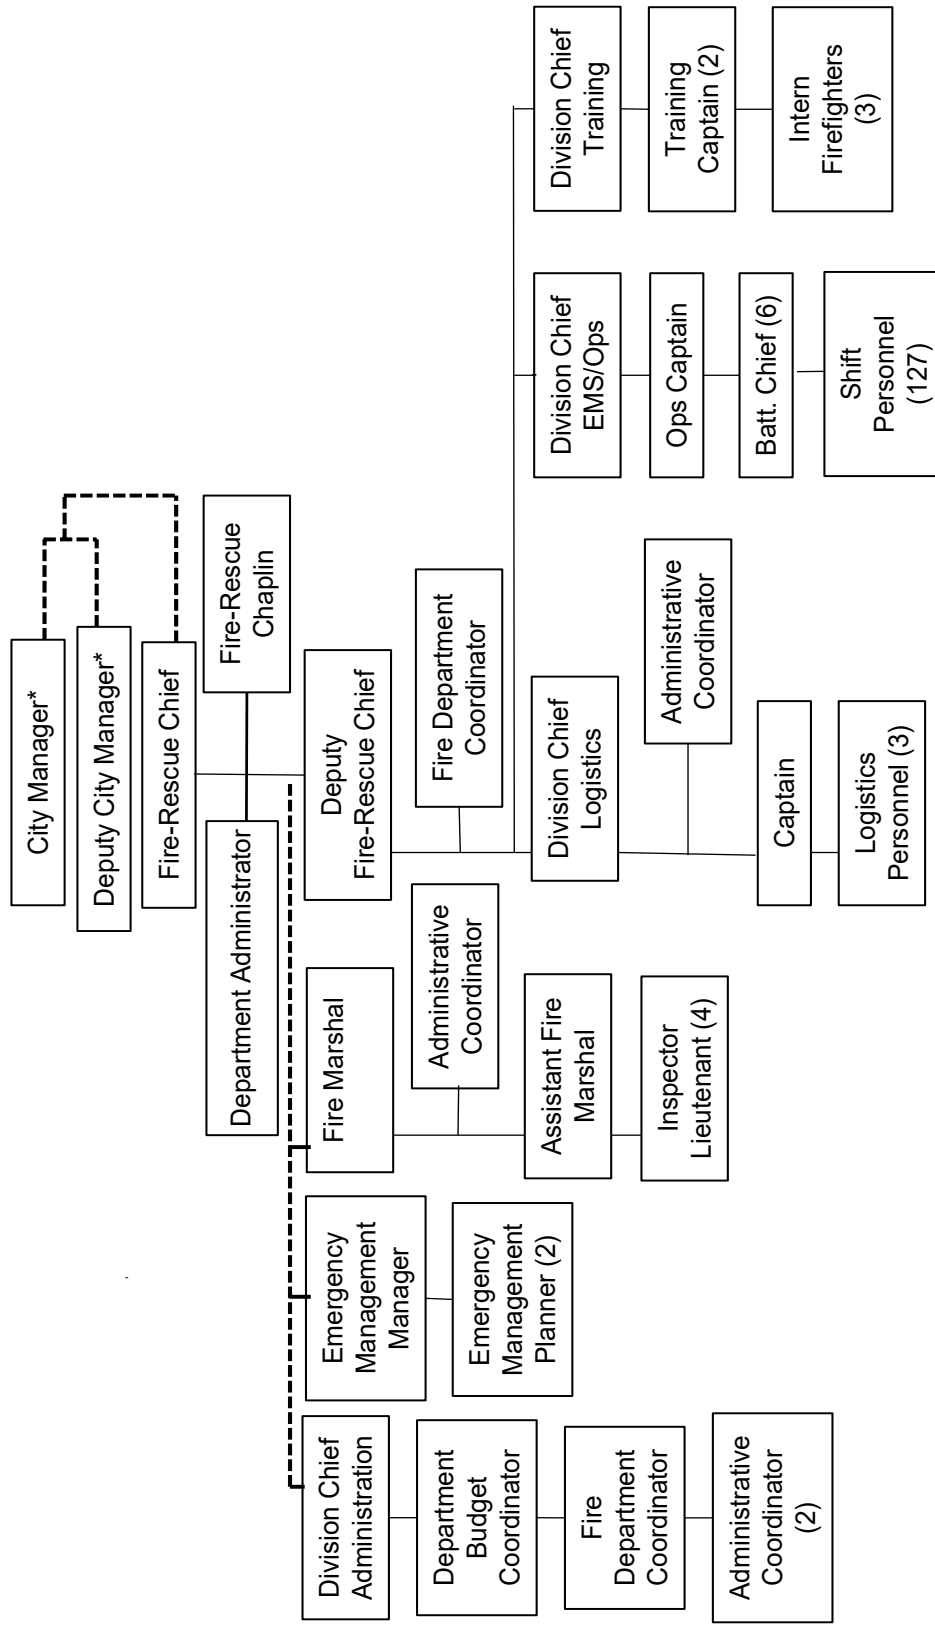 City Manager*
Deputy City Manager*
Fire-Rescue Chief
Department Administrator
Fire-Rescue
Chaplin
Division Chief
Administration
Department
Budget
Coordinator
Fire
Department
Coordinator
Administrative
Coordinator
(2)
Emergency
Management
Manager
Emergency
Management
Planner (2)
Fire Marshal
Administrative
Coordinator
Assistant Fire
Marshal
Inspector
Lieutenant (4)
Deputy
Fire-Rescue Chief
Fire Department
Coordinator
Division Chief
Logistics
Administrative
Coordinator
Captain
Logistics
Personnel (3)
Division Chief
EMS/Ops
Ops Captain
Batt. Chief (6)
Shift
Personnel
(127)
Division Chief
Training
Training
Captain (2)
Intern
Firefighters
(3)